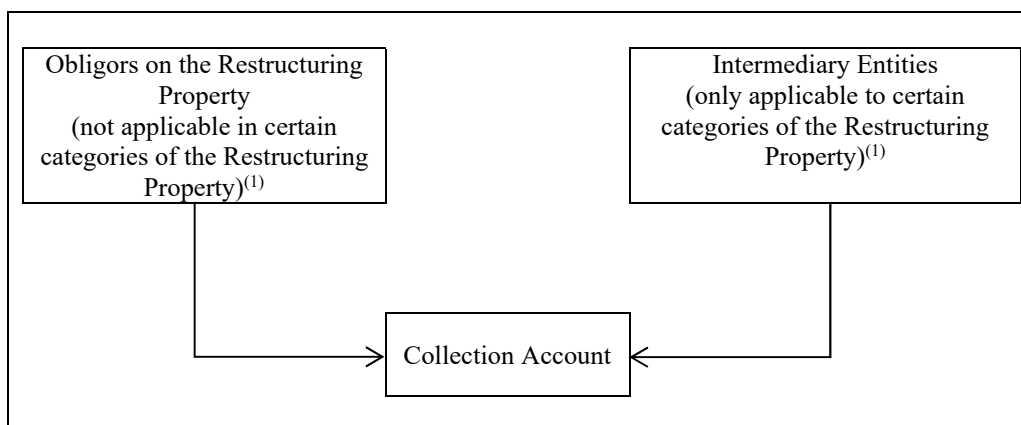 Obligors on the Restructuring
Property
(not applicable in certain
categories of the Restructuring
Property)(1)
Intermediary Entities
(only applicable to certain
categories of the Restructuring
Property)(1)
Collection Account